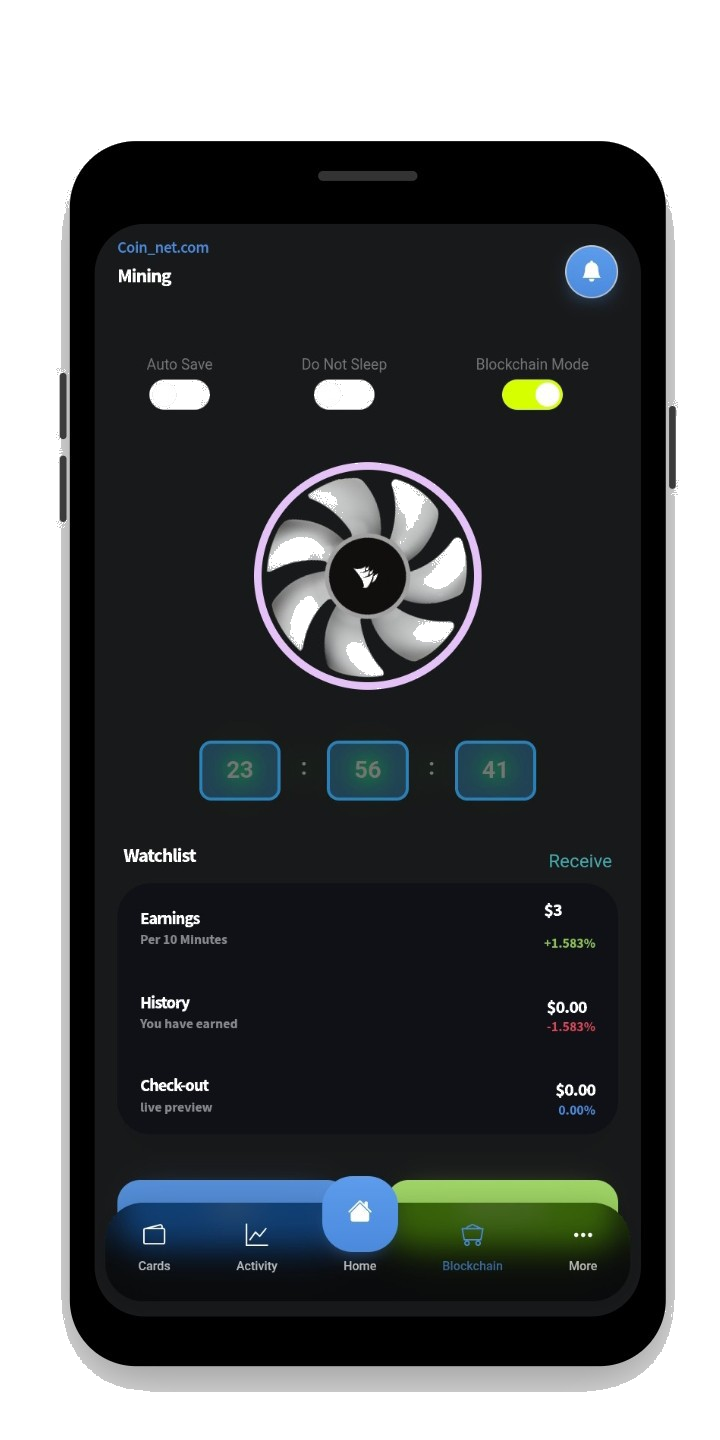 Coin_net.com
Mining
Auto Save
Do Not Sleep
Blockchain Mode
23 : 56 : 41
Watchlist
Receive
Earnings
$3
Per 10 Minutes
+1.583%
History
$0.00
You have earned
-1.583%
Check-out
$0.00
live preview
0.00%
Cards
Activity
Home
Blockchain
More